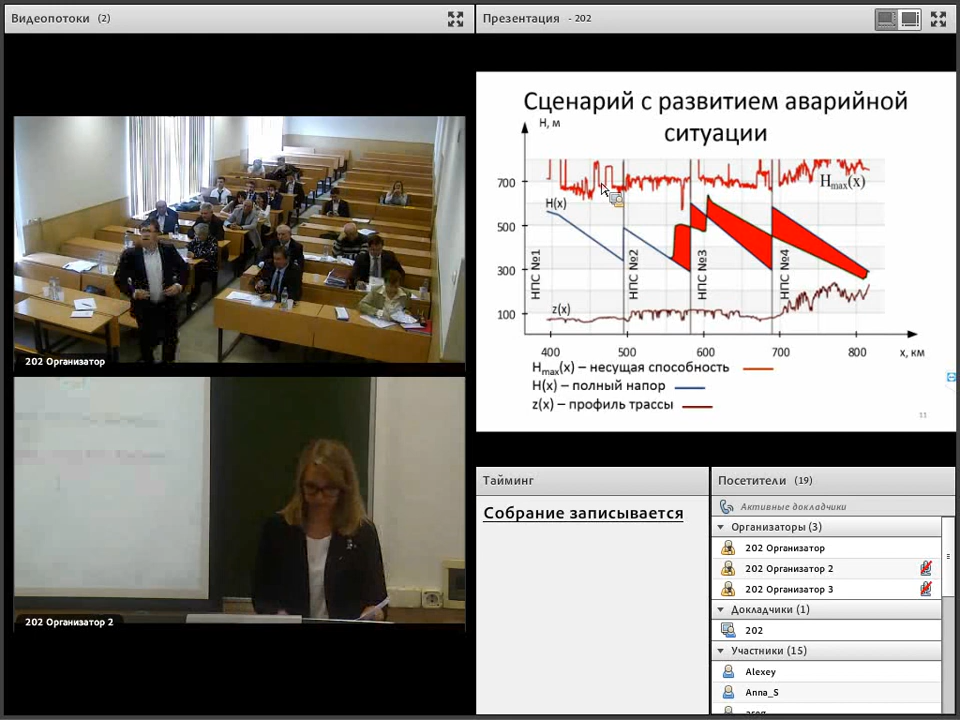 Видеопотоки (2)
202 Организатор
202 Организатор 2
Презентация - 202
Сценарий с развитием аварийной
ситуации
H, м
700
500
300
100
H(x)
Hmax(x)
z(x)
НПС №1
НПС №2
НПС №3
НПС №4
400 500 600 700 800 x, км
Hmax(x) – несущая способность
H(x) – полный напор
z(x) – профиль трассы
11
Тайминг
Собрание записывается
Посетители (19)
Активные докладчики
Организаторы (3)
202 Организатор
202 Организатор 2
202 Организатор 3
Докладчики (1)
202
Участники (15)
Alexey
Anna_S